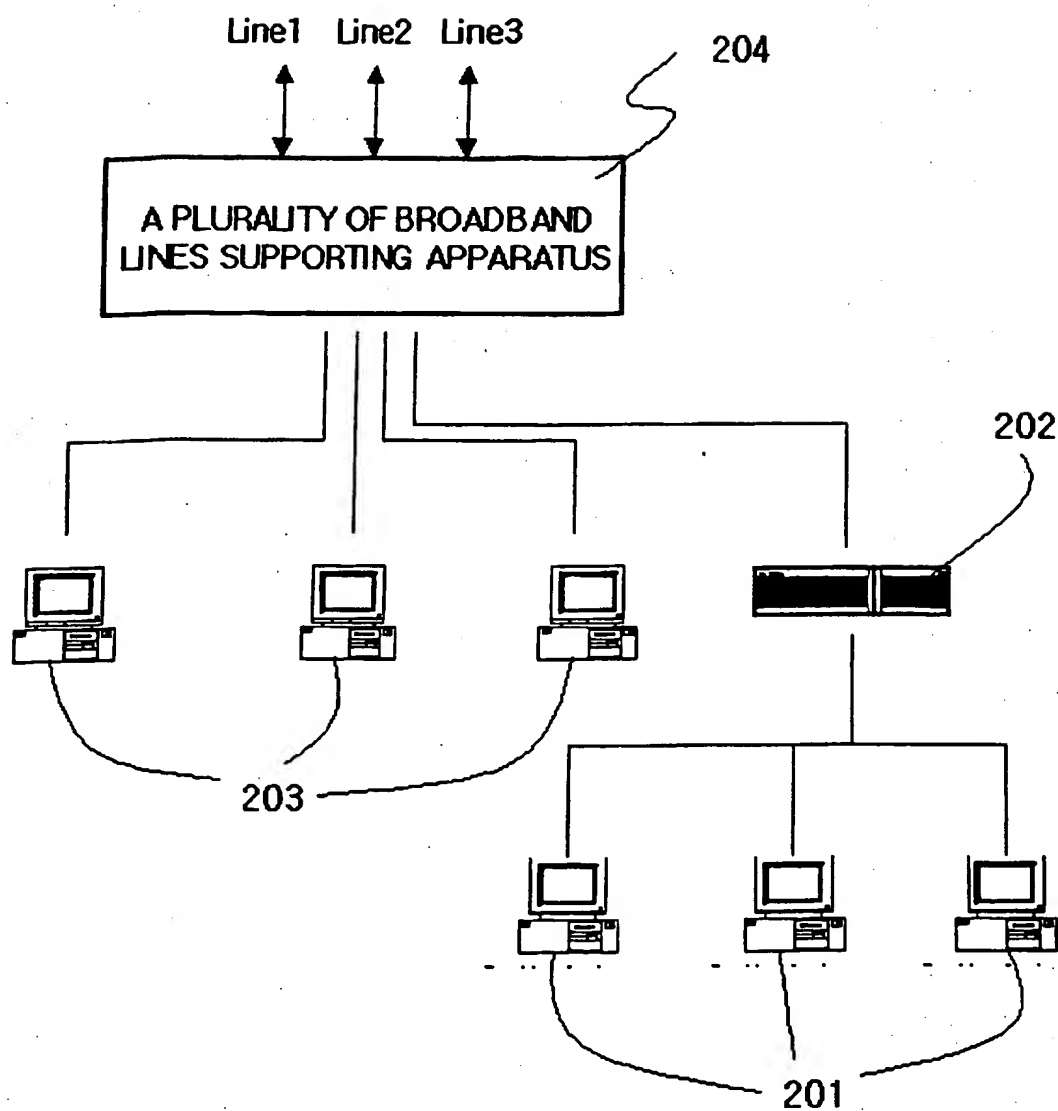 Line1 Line2 Line3
204
A PLURALITY OF BROADBAND
LINES SUPPORTING APPARATUS
202
203
201